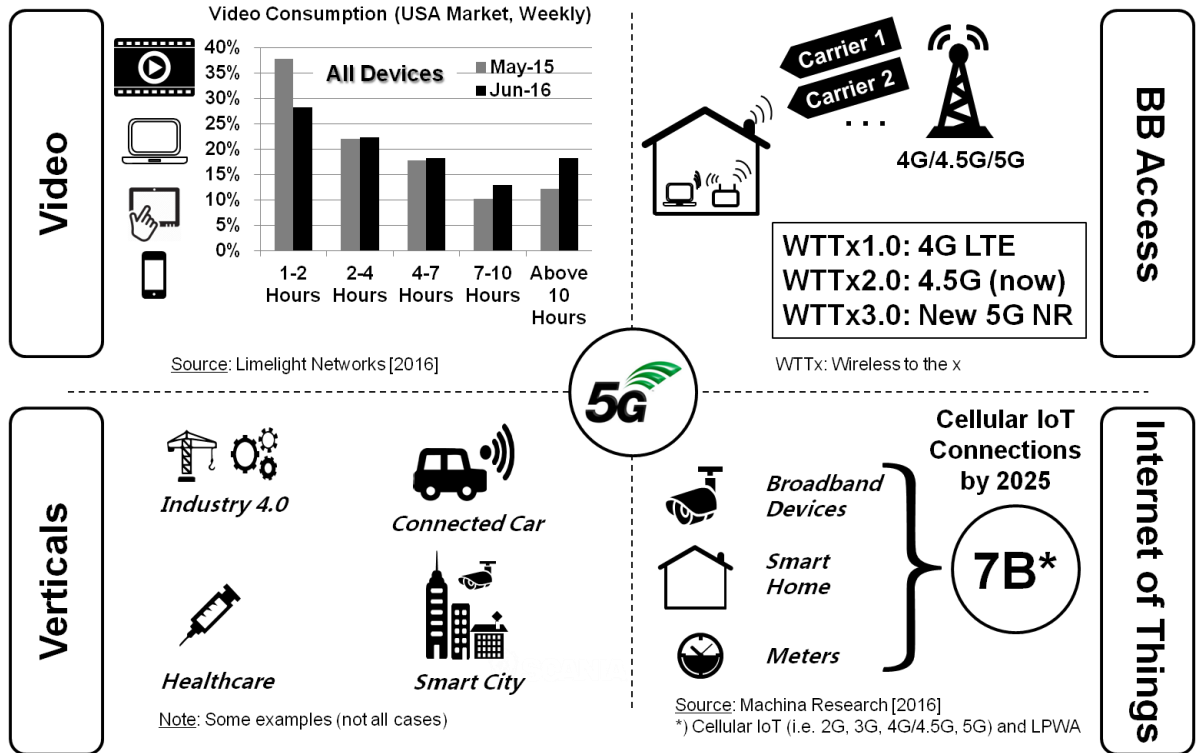 Video
Video Consumption (USA Market, Weekly)
40%
35%
30%
25%
20%
15%
10%
5%
0%
All Devices
May-15
Jun-16
1-2
Hours
2-4
Hours
4-7
Hours
7-10
Hours
Above
10
Hours
Source: Limelight Networks [2016]
BB Access
Carrier 1
Carrier 2
...
4G/4.5G/5G
WTTx1.0: 4G LTE
WTTx2.0: 4.5G (now)
WTTx3.0: New 5G NR
WTTx: Wireless to the x
5G
Verticals
Industry 4.0
Connected Car
Healthcare
Smart City
Note: Some examples (not all cases)
Internet of Things
Broadband
Devices
Smart
Home
Meters
Cellular IoT
Connections
by 2025
7B*
Source: Machina Research [2016]
*) Cellular IoT (i.e. 2G, 3G, 4G/4.5G, 5G) and LPWA